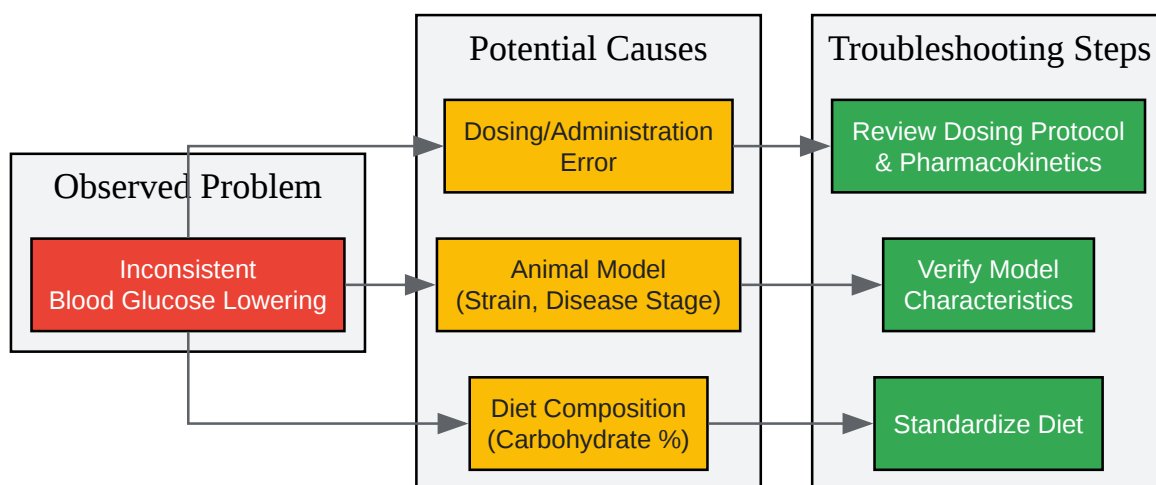 Observed Problem
Inconsistent
Blood Glucose Lowering
Potential Causes
Dosing/Administration
Error
Animal Model
(Strain, Disease Stage)
Diet Composition
(Carbohydrate %)
Troubleshooting Steps
Review Dosing Protocol
& Pharmacokinetics
Verify Model
Characteristics
Standardize Diet